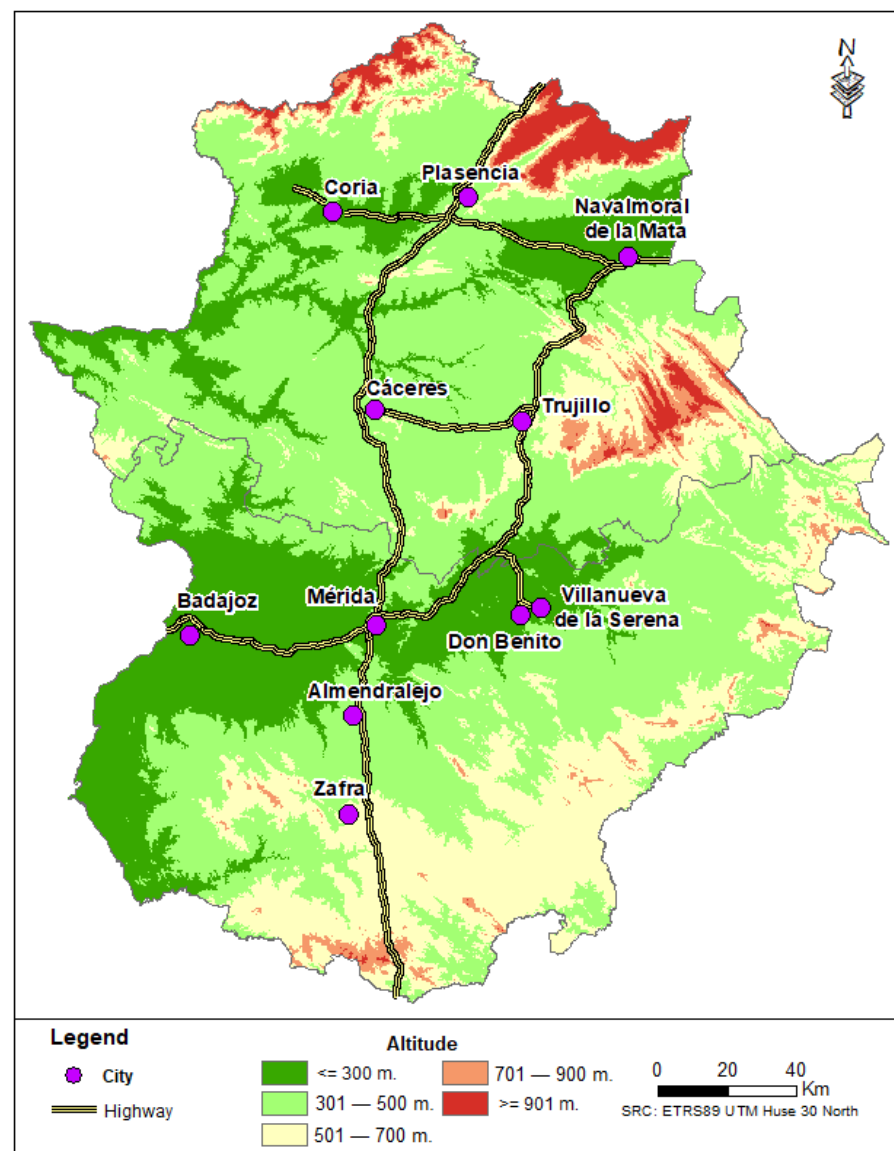 N
Plasencia
Coria
Navalmoral
de la Mata
Cáceres
Trujillo
Badajoz
Mérida
Villanueva
de la Serena
Don Benito
Almendralejo
Zafra
Legend
City
Highway
Altitude
<= 300 m.
301 — 500 m.
501 — 700 m.
701 — 900 m.
>= 901 m.
0 20 40
Km
SRC: ETRS89 UTM Huse 30 North